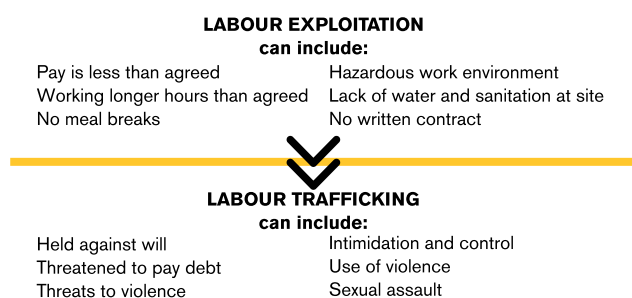 LABOUR EXPLOITATION
can include:
Pay is less than agreed
Working longer hours than agreed
No meal breaks
Hazardous work environment
Lack of water and sanitation at site
No written contract
LABOUR TRAFFICKING
can include:
Held against will
Threatened to pay debt
Threats to violence
Intimidation and control
Use of violence
Sexual assault